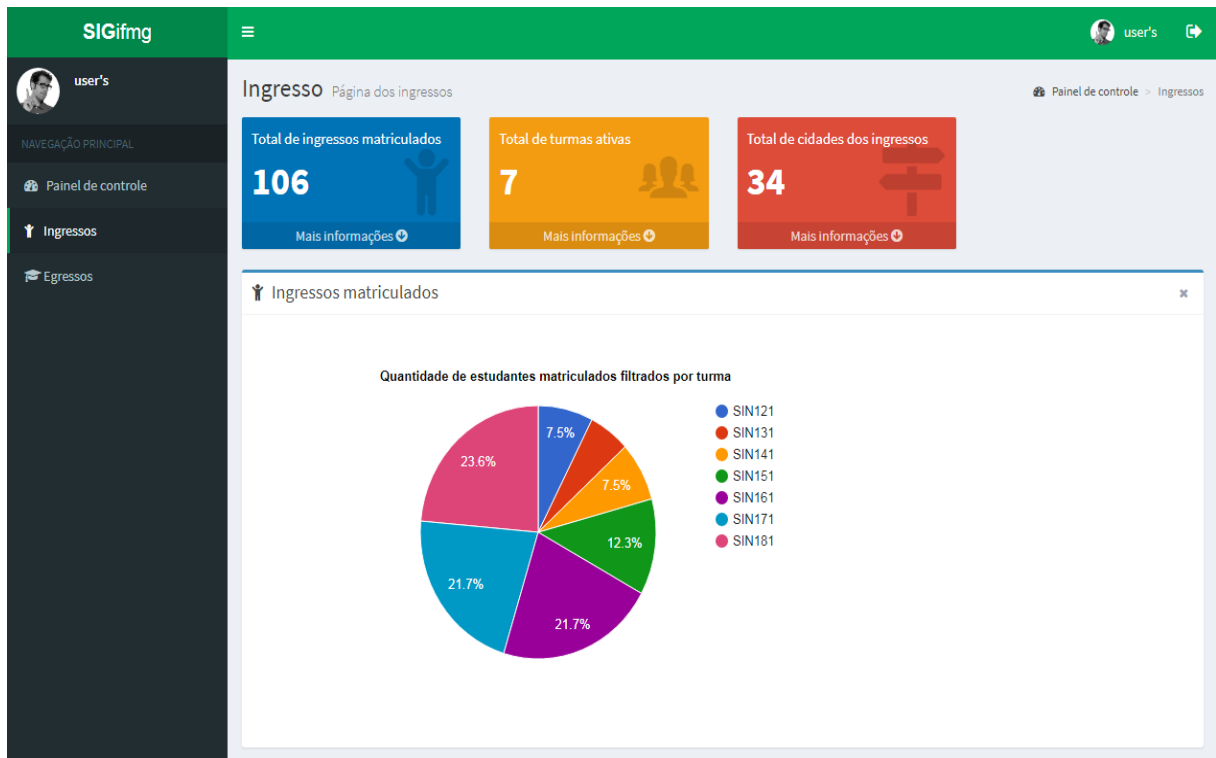 SIGifmg
user's
user's
NAVEGAÇÃO PRINCIPAL
Painel de controle
Ingressos
Egressos
Ingresso Página dos ingressos
Painel de controle > Ingressos
Total de ingressos matriculados
106
Mais informações
Total de turmas ativas
7
Mais informações
Total de cidades dos ingressos
34
Mais informações
Ingressos matriculados
Quantidade de estudantes matriculados filtrados por turma
7.5%
7.5%
12.3%
21.7%
21.7%
23.6%
SIN121
SIN131
SIN141
SIN151
SIN161
SIN171
SIN181